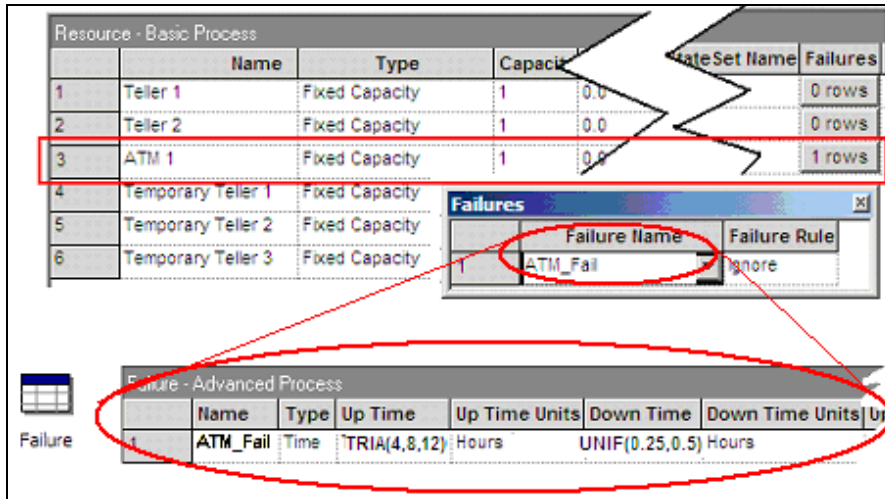 Resource - Basic Process
Name Type Capacit StateSet Name Failures
1 Teller 1 Fixed Capacity 1 0.0 0 rows
2 Teller 2 Fixed Capacity 1 0.0 0 rows
3 ATM 1 Fixed Capacity 1 0.0 1 rows
4 Temporary Teller 1 Fixed Capacity
5 Temporary Teller 2 Fixed Capacity
6 Temporary Teller 3 Fixed Capacity
Failures
Failure Name Failure Rule
1 ATM_Fail Ignore
Failure - Advanced Process
Name Type Up Time Up Time Units Down Time Down Time Units
1 ATM_Fail Time TRIA(4,8,12) Hours UNIF(0.25,0.5) Hours
Failure